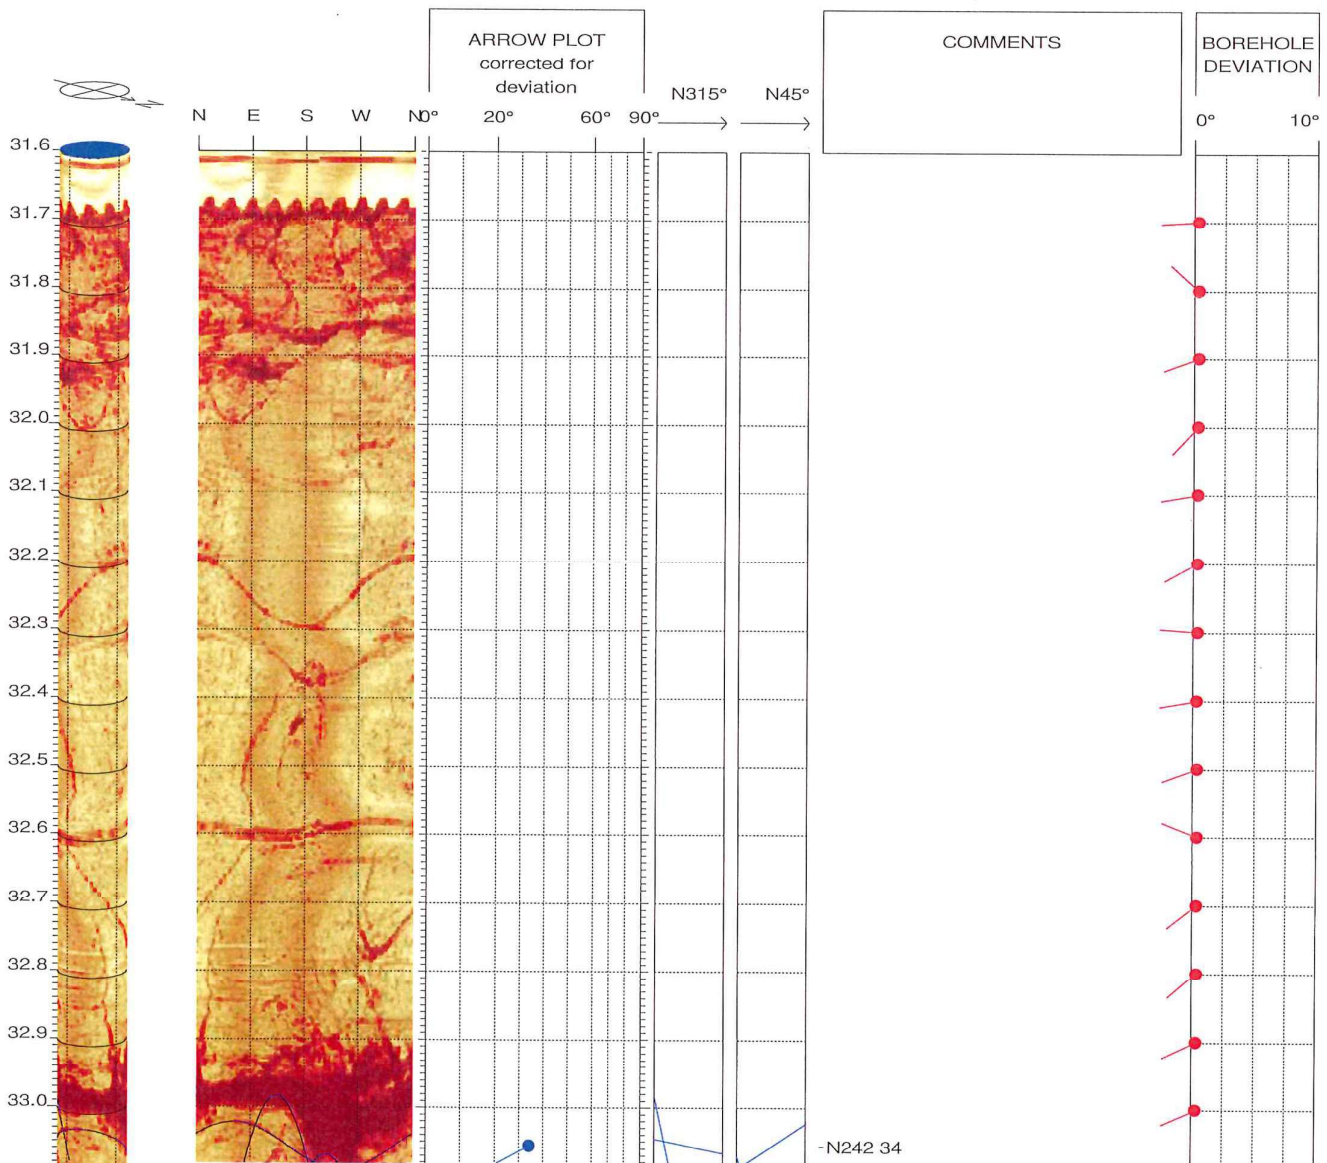 ARROW PLOT
corrected for
deviation
COMMENTS
BOREHOLE
DEVIATION
N315° N45°
N E S W N
0° 20° 60° 90°
0° 10°
31.6
31.7
31.8
31.9
32.0
32.1
32.2
32.3
32.4
32.5
32.6
32.7
32.8
32.9
33.0
-N242 34